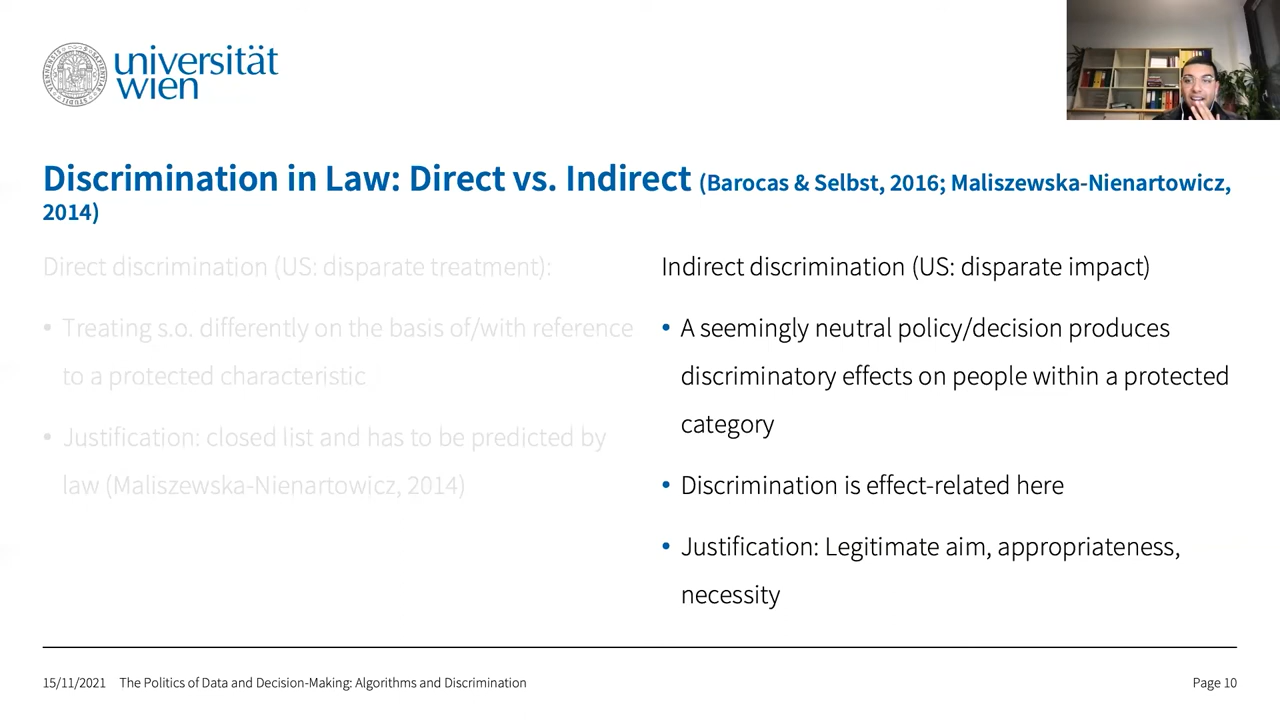 universität
wien
Discrimination in Law: Direct vs. Indirect (Barocas & Selbst, 2016; Maliszewska-Nienartowicz,
2014)
Direct discrimination (US: disparate treatment):
• Treating s.o. differently on the basis of/with reference
to a protected characteristic
• Justification: closed list and has to be predicted by
law (Maliszewska-Nienartowicz, 2014)
Indirect discrimination (US: disparate impact)
• A seemingly neutral policy/decision produces
discriminatory effects on people within a protected
category
• Discrimination is effect-related here
• Justification: Legitimate aim, appropriateness,
necessity
15/11/2021 The Politics of Data and Decision-Making: Algorithms and Discrimination
Page 10